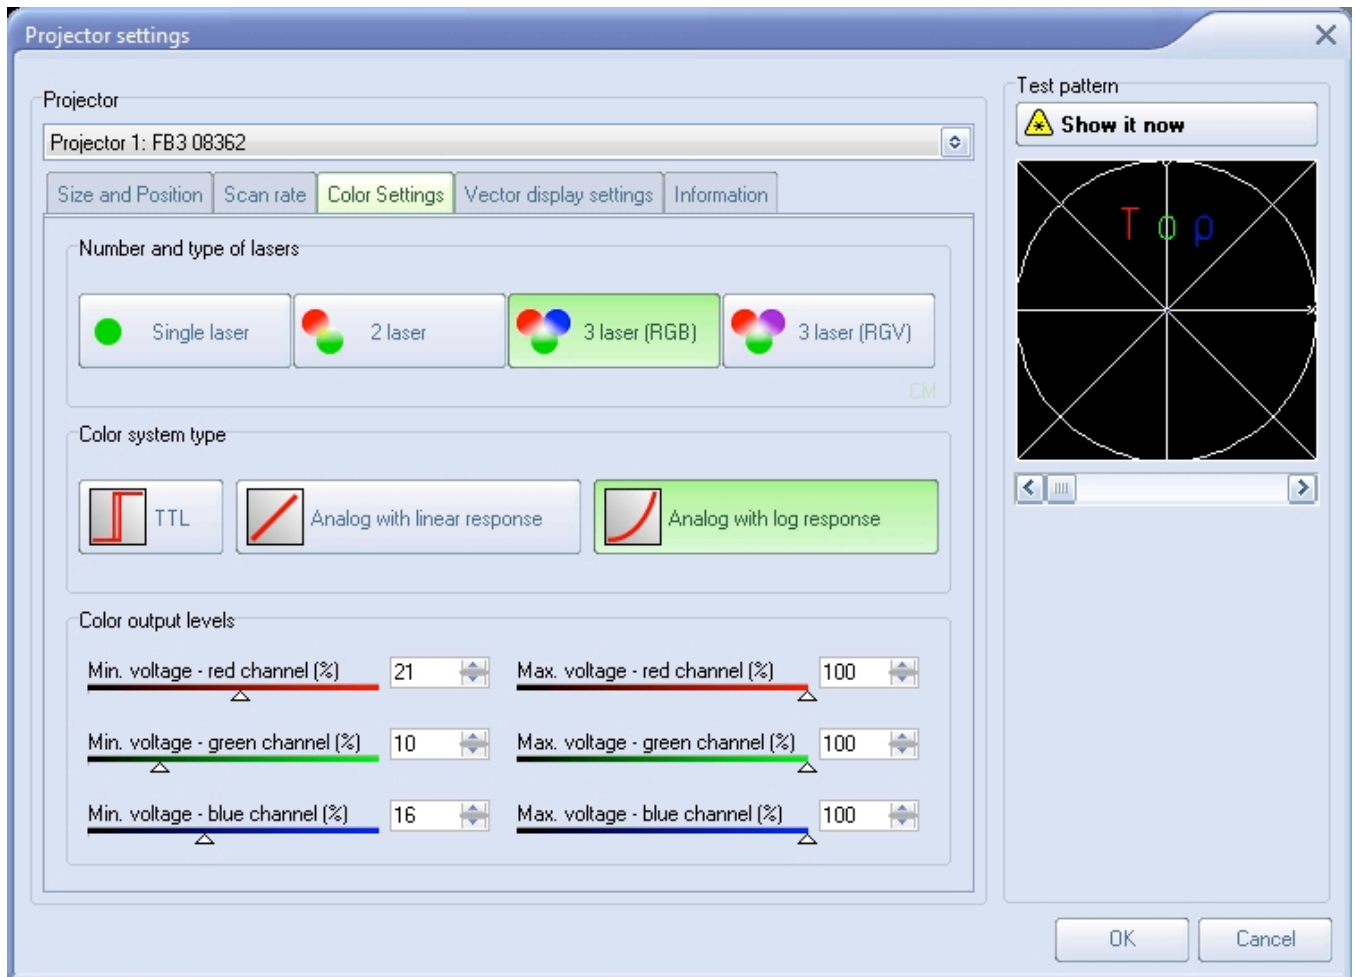 Projector settings
Projector
Projector 1: FB3 08362
Size and Position
Scan rate
Color Settings
Vector display settings
Information
Number and type of lasers
Single laser
2 laser
3 laser (RGB)
3 laser (RGV)
CM
Color system type
TTL
Analog with linear response
Analog with log response
Color output levels
Min. voltage - red channel (%)
21
Max. voltage - red channel (%)
100
Min. voltage - green channel (%)
10
Max. voltage - green channel (%)
100
Min. voltage - blue channel (%)
16
Max. voltage - blue channel (%)
100
Test pattern
Show it now
Top
Y
X
OK
Cancel